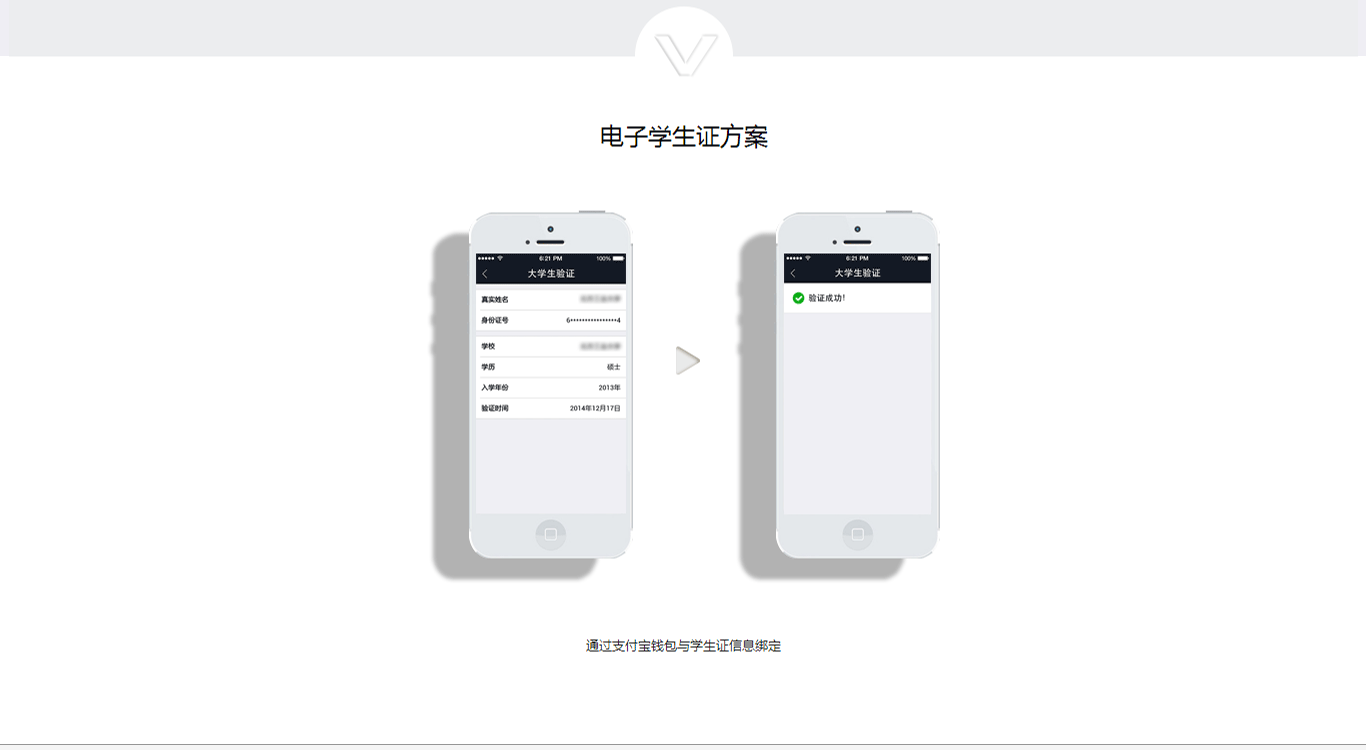 电子学生证方案
6:21 PM 100%
大学生验证
真实姓名
身份证号 6••••••••••••••••4
学校
学历 硕士
入学年份 2013年
验证时间 2014年12月17日
6:21 PM 100%
大学生验证
验证成功!
通过支付宝钱包与学生证信息绑定